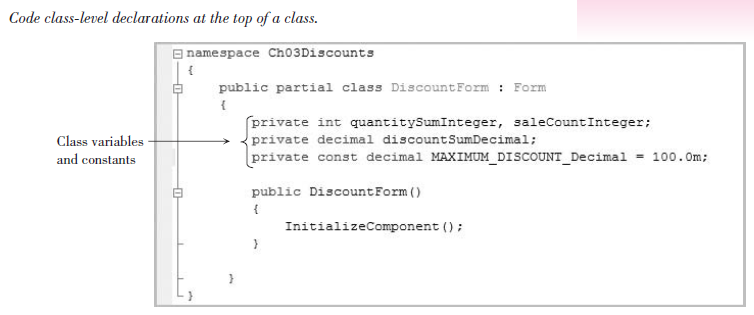 Code class-level declarations at the top of a class.
namespace Ch03Discounts
{
public partial class DiscountForm : Form
{
private int quantitySumInteger, saleCountInteger;
Class variables
and constants
private decimal discountSumDecimal;
private const decimal MAXIMUM_DISCOUNT_Decimal = 100.0m;
public DiscountForm()
{
InitializeComponent();
}
}
}